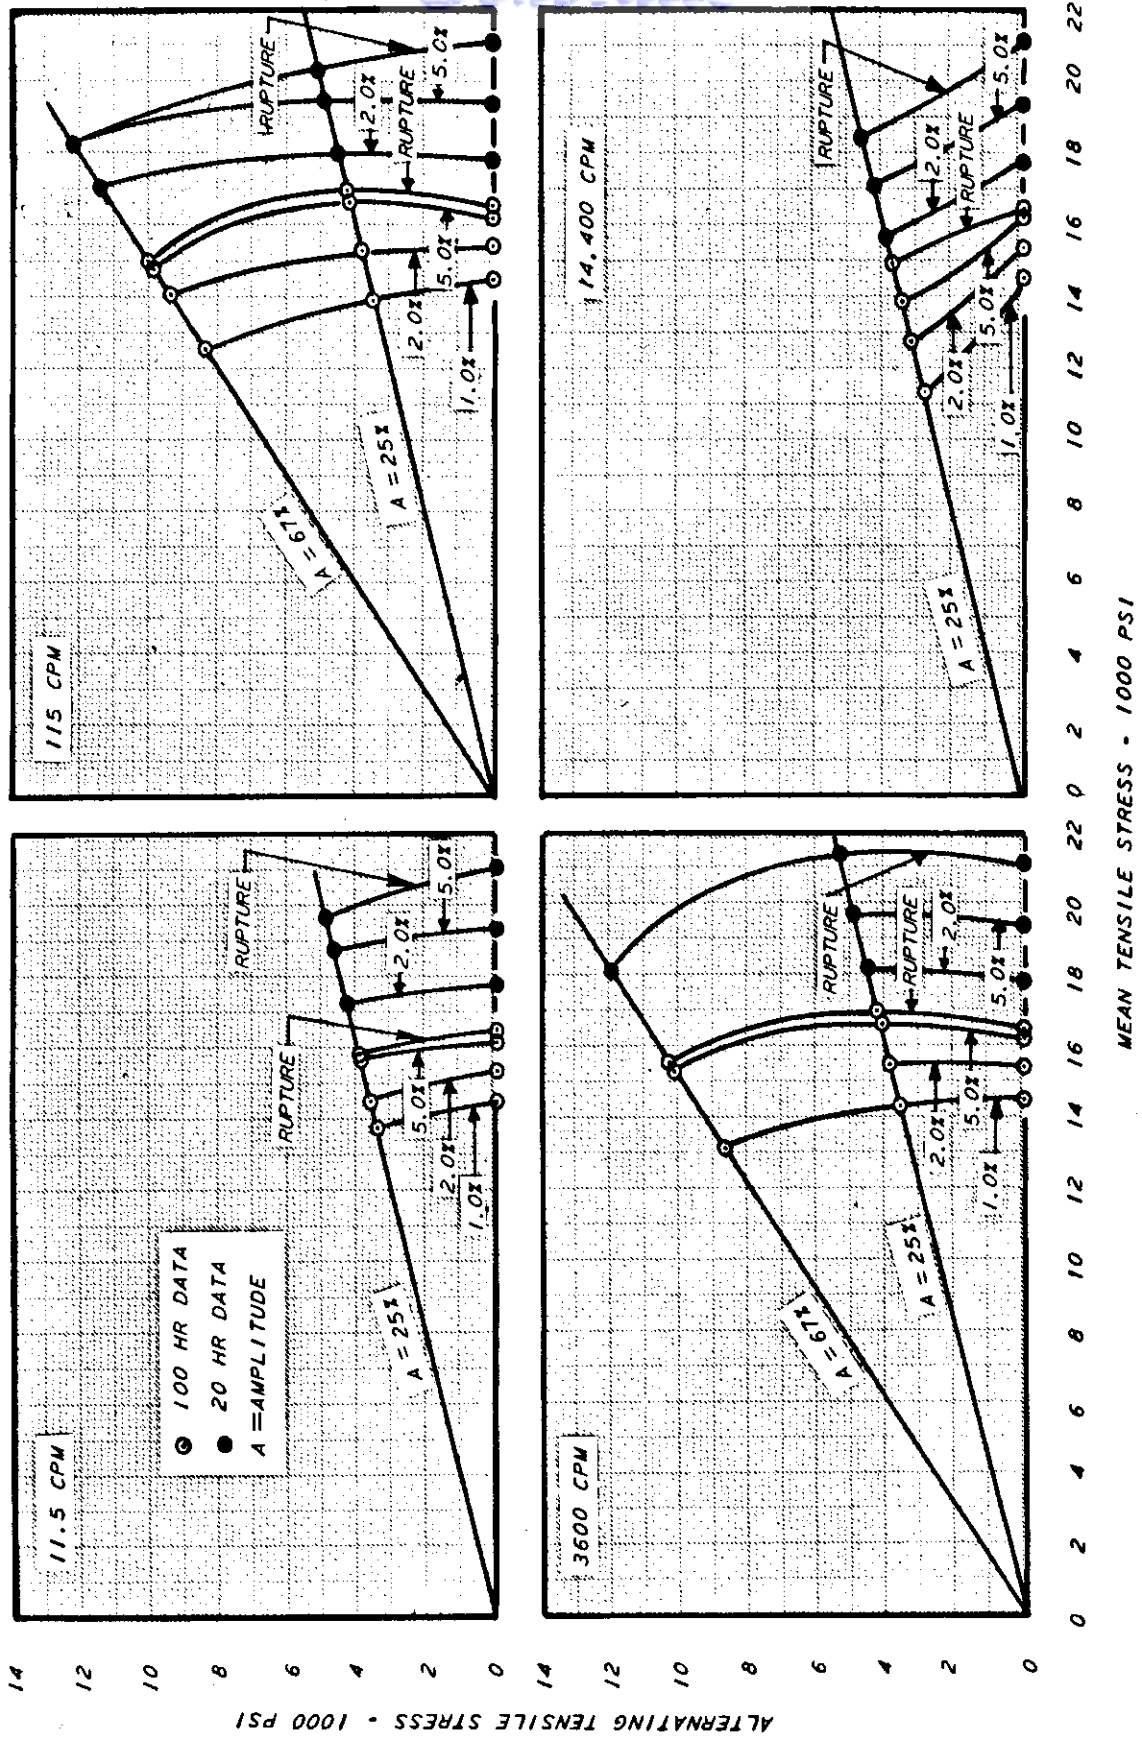 11.5 CPM
100 HR DATA
20 HR DATA
A =AMPLITUDE
A = 25%
RUPTURE
RUPTURE
5.0%
2.0%
5.0%
2.0%
1.0%
115 CPM
A = 67%
A = 25%
RUPTURE
5.0%
2.0%
RUPTURE
5.0%
2.0%
1.0%
3600 CPM
A = 67%
A = 25%
RUPTURE
RUPTURE
2.0%
5.0%
5.0%
2.0%
1.0%
14.400 CPM
A = 25%
RUPTURE
5.0%
2.0%
RUPTURE
5.0%
2.0%
1.0%
14
12
10
8
6
4
2
0
14
12
10
8
6
4
2
0
ALTERNATING TENSILE STRESS - 1000 PSI
0
2
4
6
8
10
12
14
16
18
20
22
0
2
4
6
8
10
12
14
16
18
20
22
MEAN TENSILE STRESS - 1000 PSI